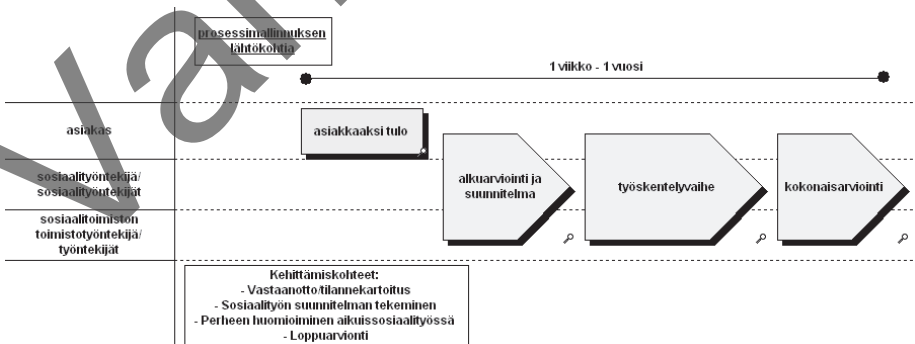 prosessimallinnuksen
lähtökohtia
1 viikko - 1 vuosi
asiakas
asiakkaaksi tulo
sosiaalityöntekijä/
sosiaalityöntekijät
alkuarviointi ja
suunnitelma
työskentelyvaihe
kokonaisarviointi
sosiaalitoimiston
toimistotyöntekijä/
työntekijät
Kehittämiskohteet:
- Vastaanotto/tilannekartoitus
- Sosiaalityön suunnitelman tekeminen
- Perheen huomioiminen aikuissosiaalityössä
- Loppuarvionti